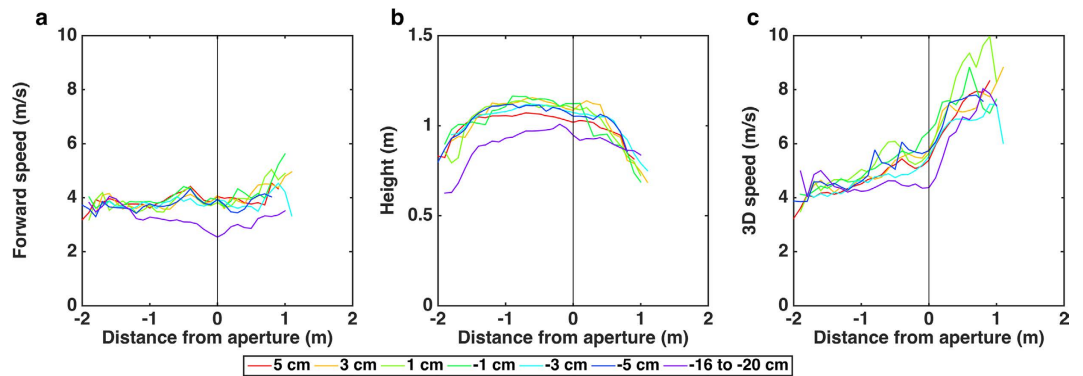 a
b
c
Forward speed (m/s)
10
8
6
4
2
0
-2 -1 0 1 2
Distance from aperture (m)
Height (m)
1.5
1
0.5
0
-2 -1 0 1 2
Distance from aperture (m)
3D speed (m/s)
10
8
6
4
2
0
-2 -1 0 1 2
Distance from aperture (m)
5 cm 3 cm 1 cm -1 cm -3 cm -5 cm -16 to -20 cm